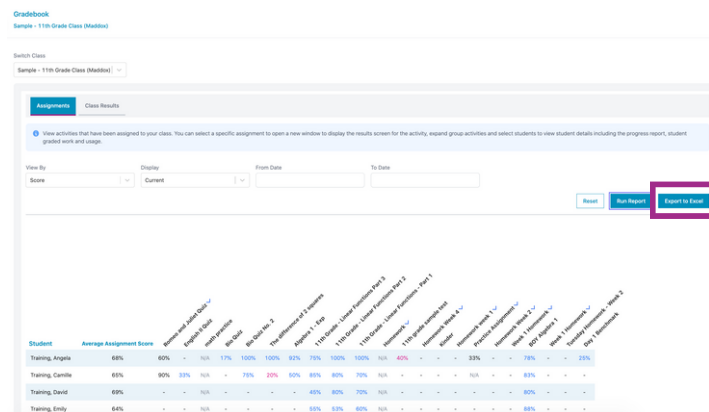 Gradebook
Sample - 11th Grade Class (Maddox)
Switch Class
Sample - 11th Grade Class (Maddox)
Assignments Class Results
View activities that have been assigned to your class. You can select a specific assignment to open a new window to display the results screen for the activity, expand group activities and select students to view student details including the progress report, student
graded work and usage.
View By Display From Date To Date
Score Current
Reset Run Report Export to Excel
Student Average Assignment Score Romeo and Juliet Quiz English II Quiz math practice Bio Quiz Bio Quiz No. 2 The difference of 2 squares Algebra 1 - Exp 11th Grade - Linear Functions Part 3 11th Grade - Linear Functions Part 2 11th Grade - Linear Functions - Part 1 Homework 11th grade sample test Homework Week 4 Kinder Homework week 1 Practice Assignment Homework Week 2 Week 1 Homework BDY Algebra 1 Week 1 Homework Tuesday Homework - Week 2 Day 1 Benchmark
Training, Angela 68% 60% - N/A 17% 100% 100% 92% 79% 100% 100% N/A 40% - - - 33% - - 78% - - 25%
Training, Camille 65% 90% 33% N/A - 75% 20% 50% 85% 80% 70% N/A - - - - N/A - - 83% - - -
Training, David 69% - - N/A - - - - 46% 80% 70% N/A - - - - - - - 80% - - -
Training, Emily 64% - - N/A - - - - 55% 53% 60% N/A - - - - - - - 88% - - -